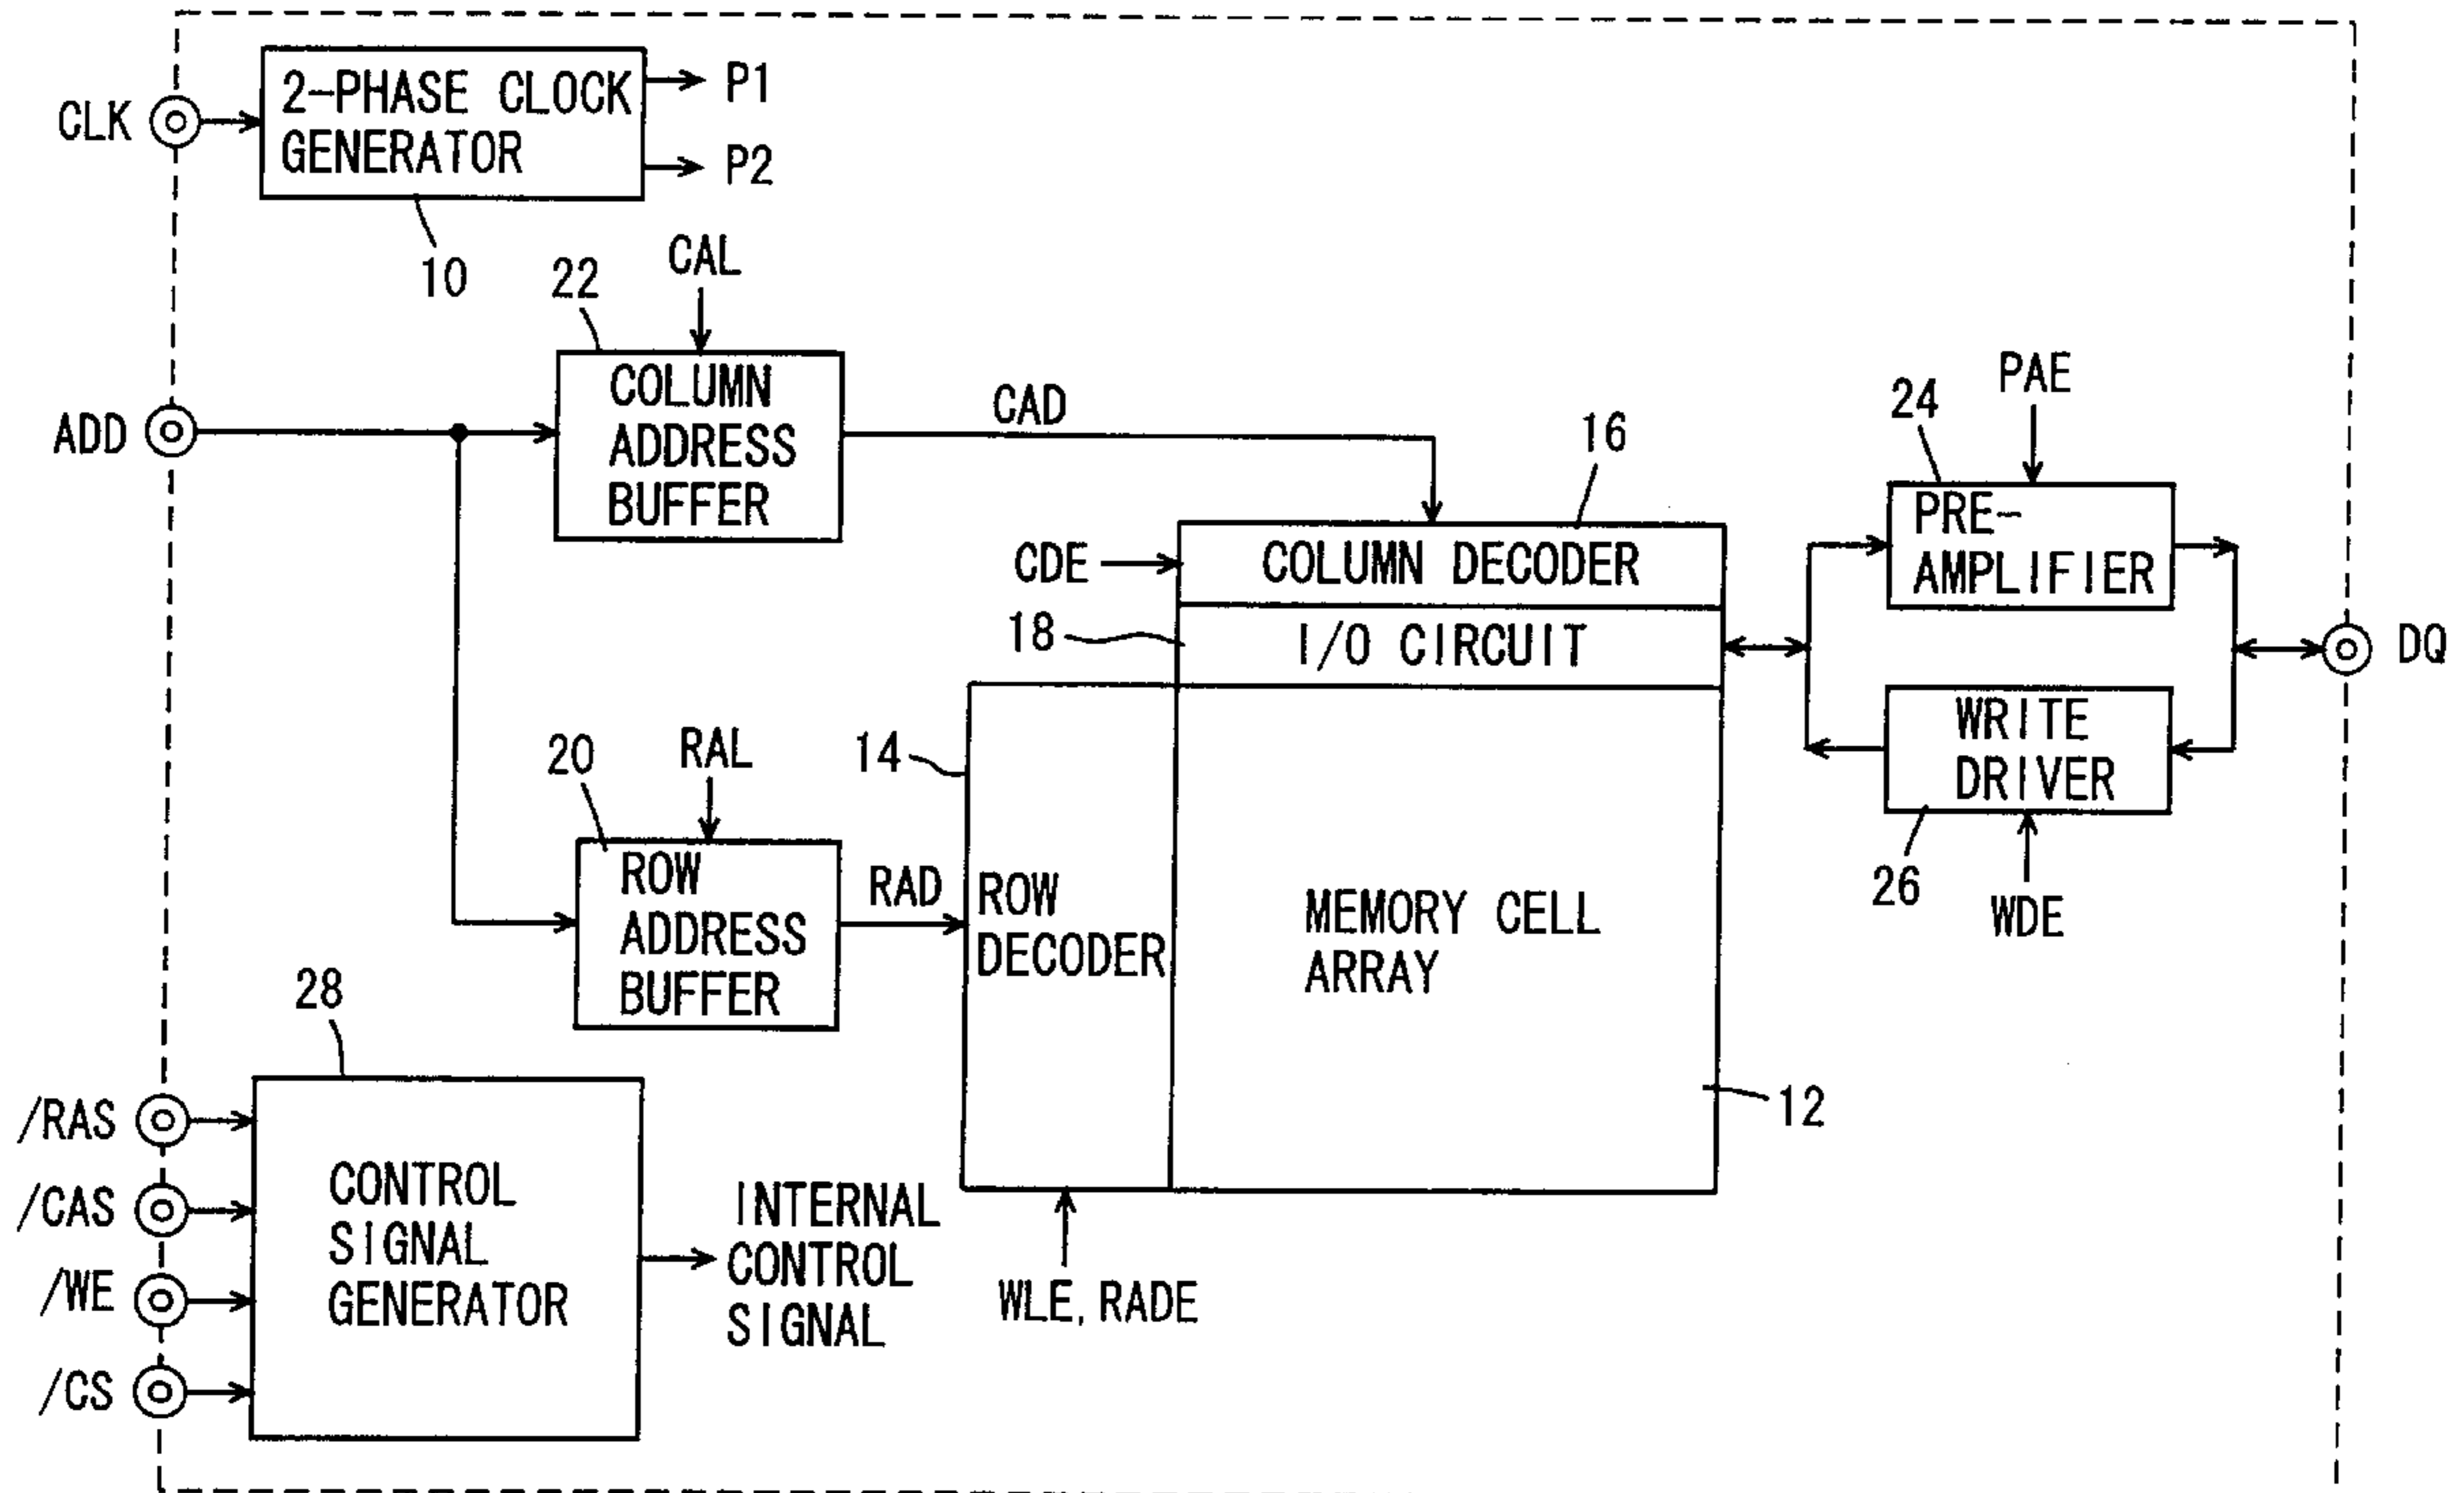 CLK
2-PHASE CLOCK
GENERATOR
P1
P2
10
22
CAL
ADD
COLUMN
ADDRESS
BUFFER
CAD
16
24
PAE
PRE-
AMPLIFIER
CDE
COLUMN DECODER
18
I/O CIRCUIT
DQ
WRITE
DRIVER
26
WDE
20
RAL
14
ROW
ADDRESS
BUFFER
RAD
ROW
DECODER
MEMORY CELL
ARRAY
12
28
/RAS
/CAS
/WE
/CS
CONTROL
SIGNAL
GENERATOR
INTERNAL
CONTROL
SIGNAL
WLE, RADE